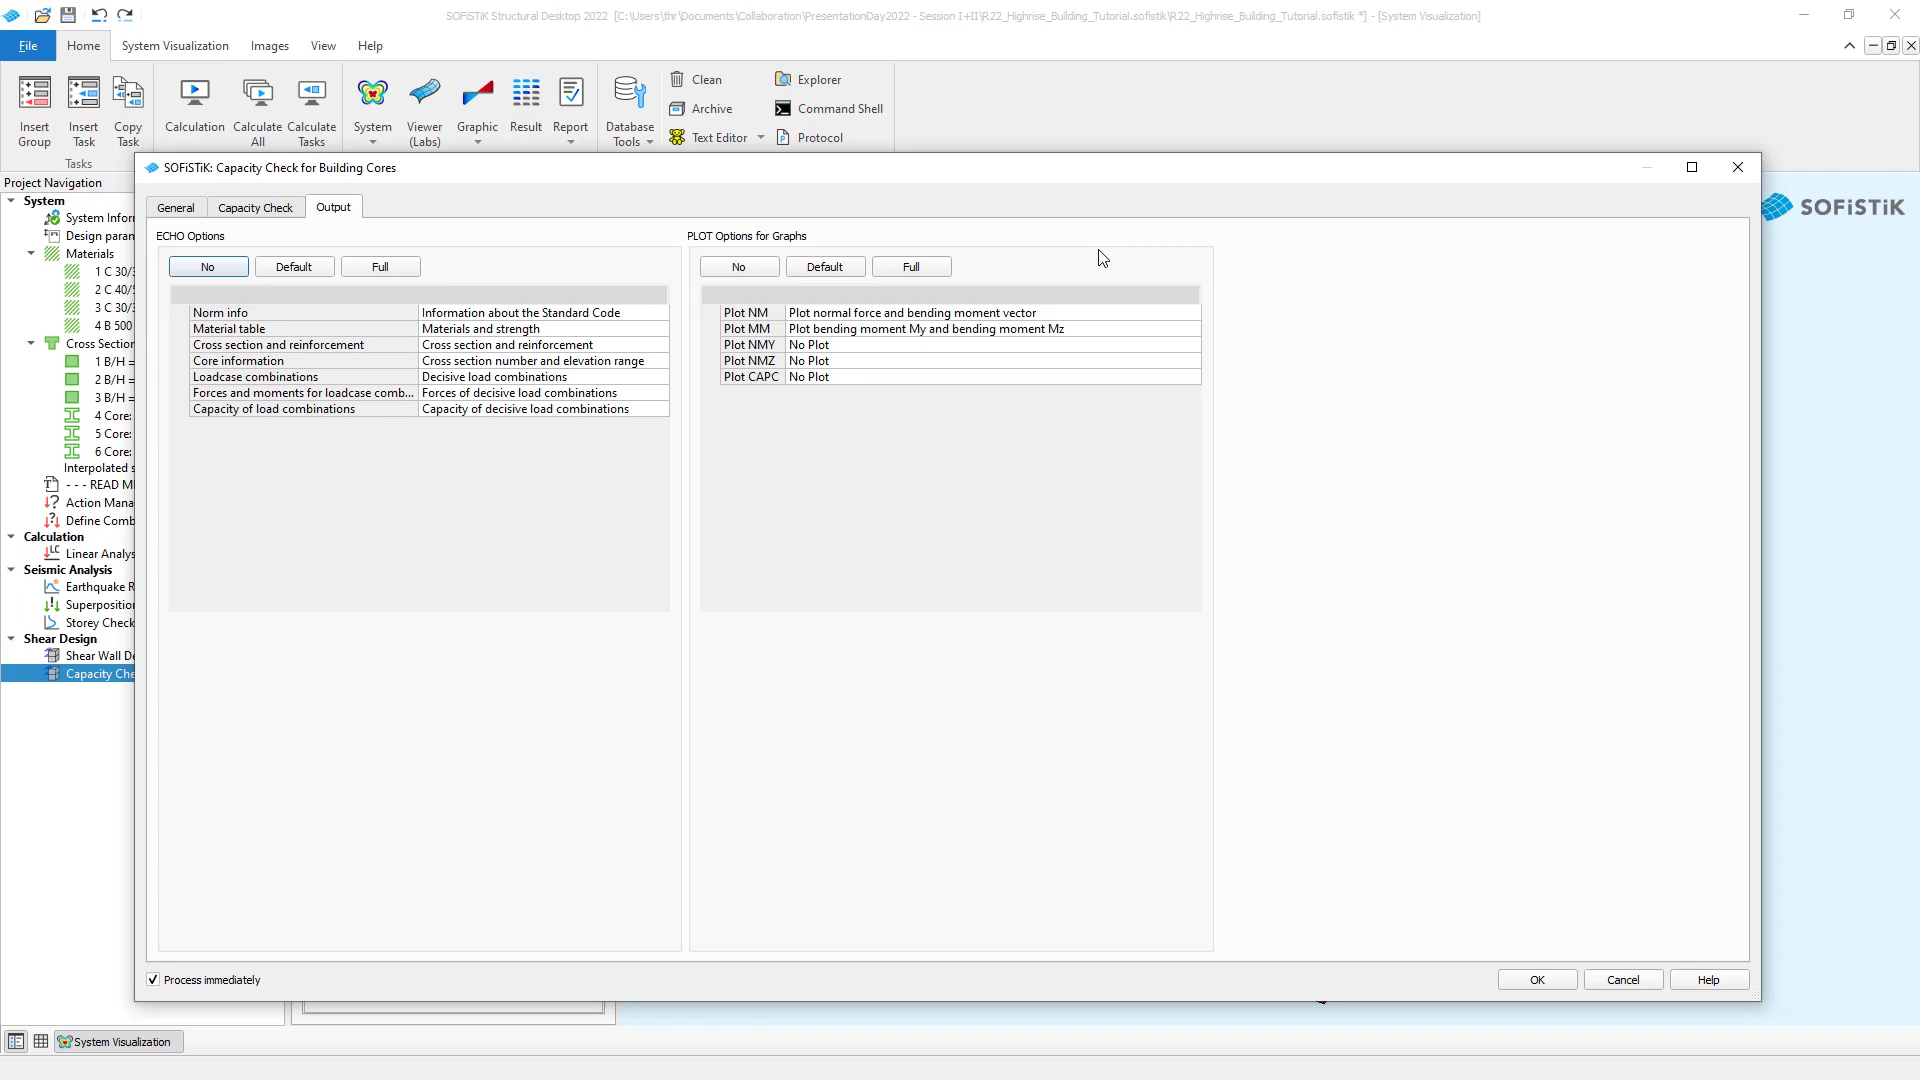 SOFiSTiK Structural Desktop 2022 [C:\Users\thr\Documents\Collaboration\PresentationDay2022 - Session I+II\R22_Highrise_Building_Tutorial.sofistik\R22_Highrise_Building_Tutorial.sofistik *] - [System Visualization]
File Home System Visualization Images View Help
Insert Group
Insert Task
Copy Task
Calculation
Calculate All
Calculate Tasks
System
Viewer (Labs)
Graphic
Result
Report
Database Tools
Clean
Archive
Text Editor
Explorer
Command Shell
Protocol
Tasks
Project Navigation
System
System Infor
Design paran
Materials
1 C 30/3
2 C 40/5
3 C 30/3
4 B 500
Cross Section
1 B/H =
2 B/H =
3 B/H =
4 Core:
5 Core:
6 Core:
Interpolated s
- - - READ M
Action Mana
Define Comb
Calculation
Linear Analys
Seismic Analysis
Earthquake R
Superposition
Storey Check
Shear Design
Shear Wall De
Capacity Che
SOFiSTiK: Capacity Check for Building Cores
General Capacity Check Output
ECHO Options
No Default Full
Norm info Information about the Standard Code
Material table Materials and strength
Cross section and reinforcement Cross section and reinforcement
Core information Cross section number and elevation range
Loadcase combinations Decisive load combinations
Forces and moments for loadcase comb... Forces of decisive load combinations
Capacity of load combinations Capacity of decisive load combinations
PLOT Options for Graphs
No Default Full
Plot NM Plot normal force and bending moment vector
Plot MM Plot bending moment My and bending moment Mz
Plot NMY No Plot
Plot NMZ No Plot
Plot CAPC No Plot
Process immediately
OK Cancel Help
SOFiSTiK
System Visualization